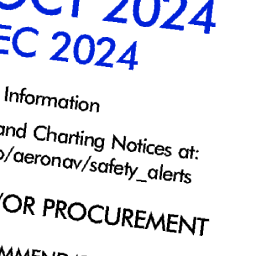 OCT 2024
EC 2024
Information
and Charting Notices at:
o/aeronav/safety_alerts
/OR PROCUREMENT